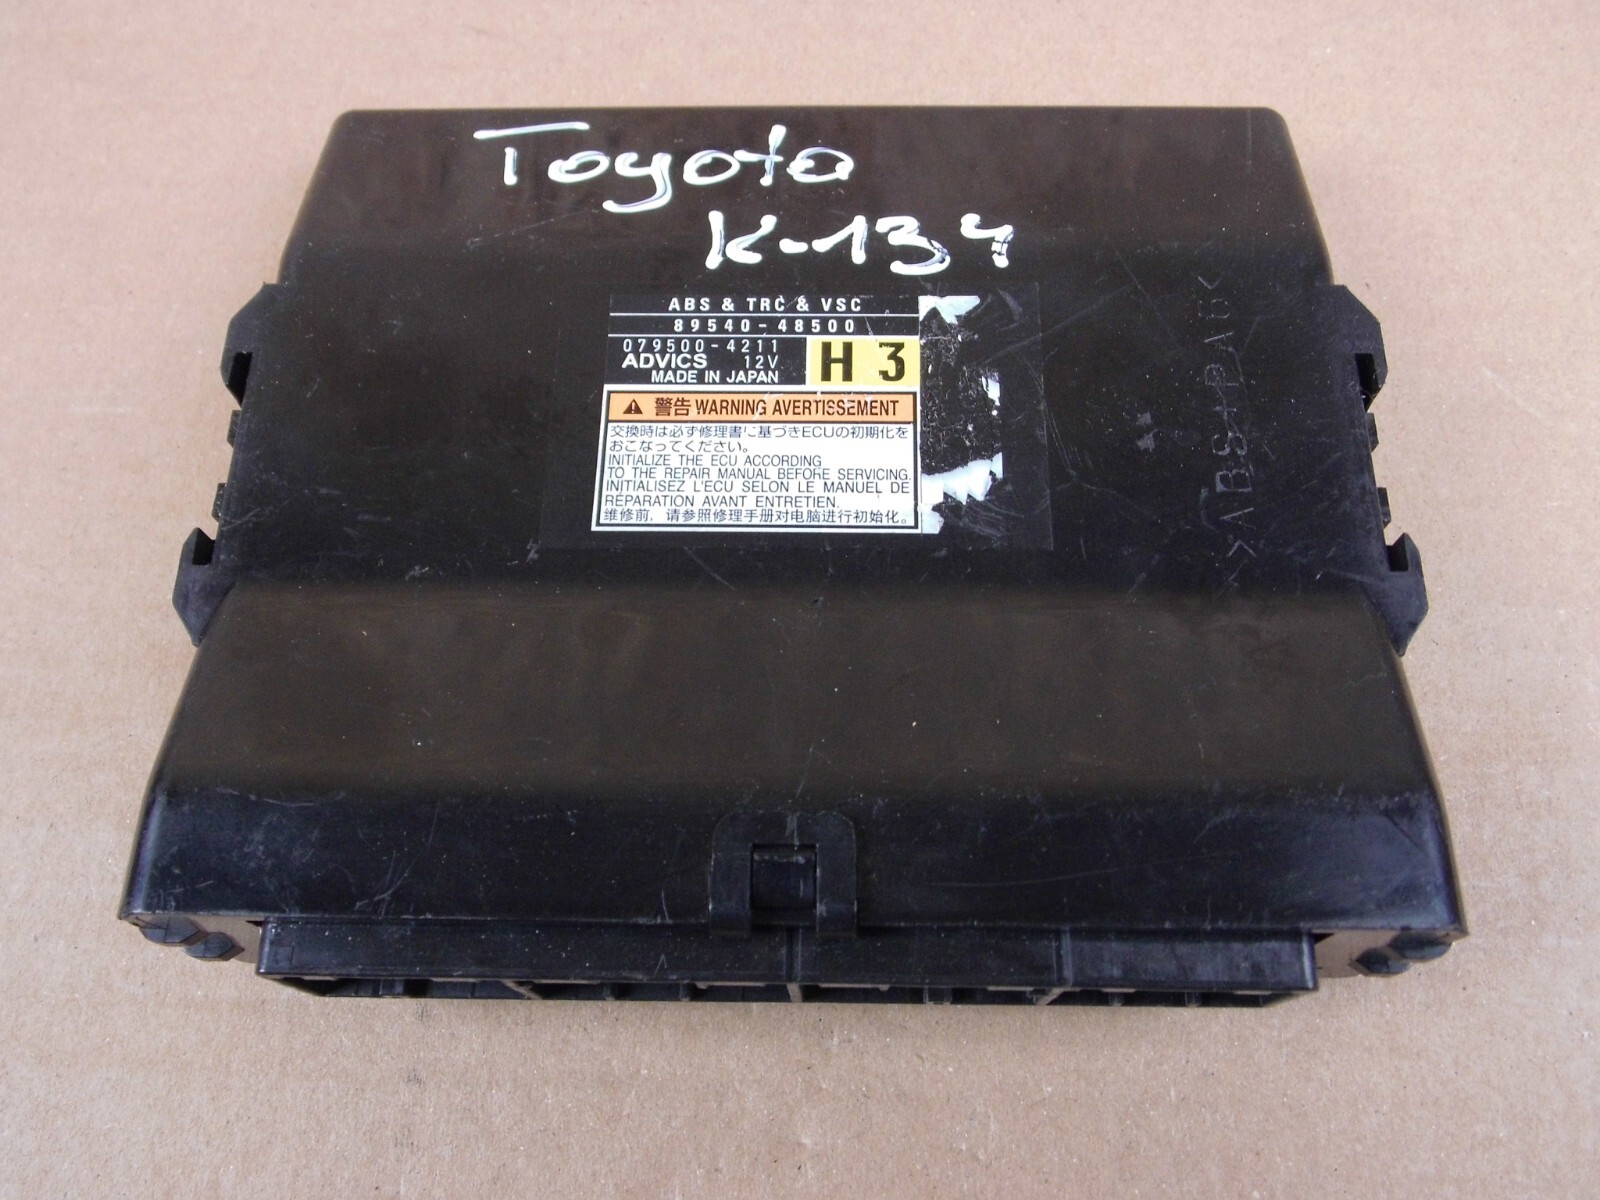 Toyota
K-134
ABS & TRC & VSC
89540-48500
079500-4211
ADVICS 12V
MADE IN JAPAN
H 3
警告 WARNING AVERTISSEMENT
交換時は必ず修理書に基づきECUの初期化を
おこなってください。
INITIALIZE THE ECU ACCORDING
TO THE REPAIR MANUAL BEFORE SERVICING.
INITIALISEZ L'ECU SELON LE MANUEL DE
RÉPARATION AVANT ENTRETIEN.
维修前，请参照修理手册对电脑进行初始化。
>ABS+PA6<